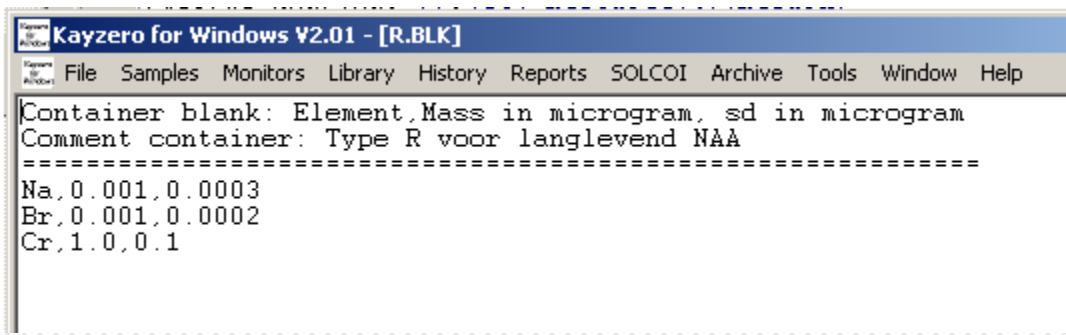 Kayzero for Windows V2.01 - [R.BLK]
File Samples Monitors Library History Reports SOLCOI Archive Tools Window Help
Container blank: Element,Mass in microgram, sd in microgram
Comment container: Type R voor langlevend NAA
============================================================
Na,0.001,0.0003
Br,0.001,0.0002
Cr,1.0,0.1